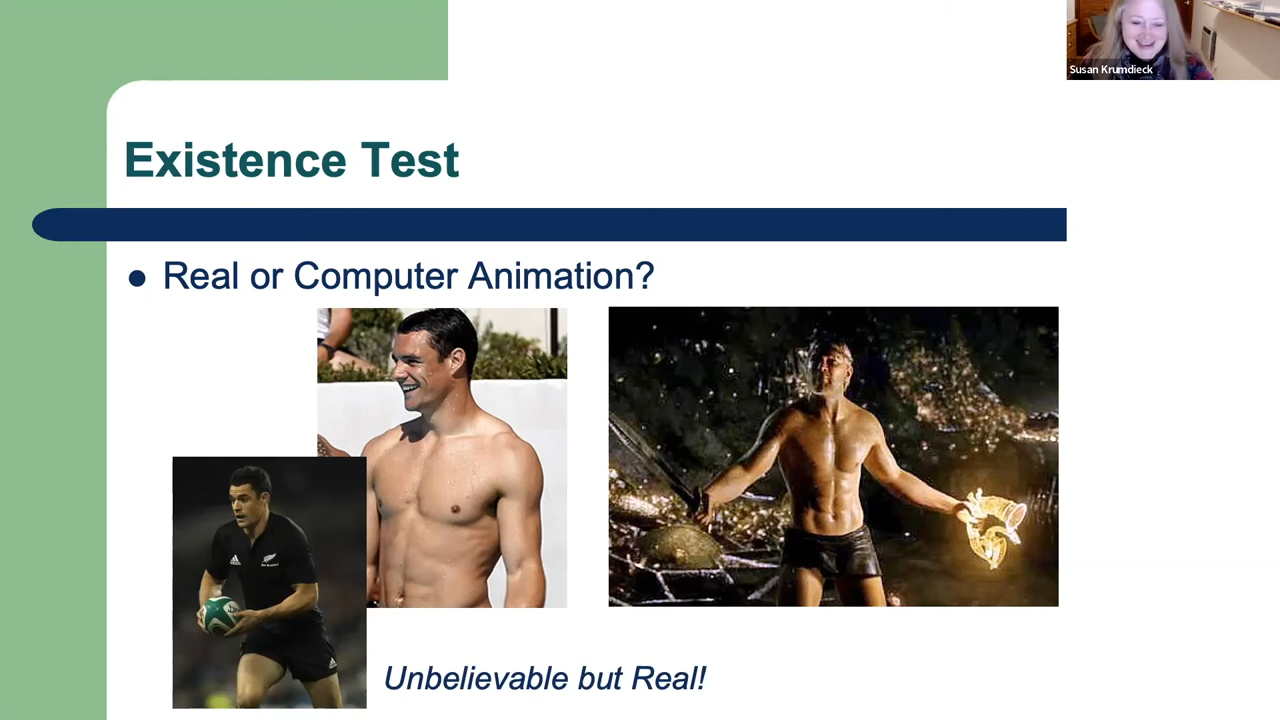 Susan Krumdieck
Existence Test
Real or Computer Animation?
Unbelievable but Real!